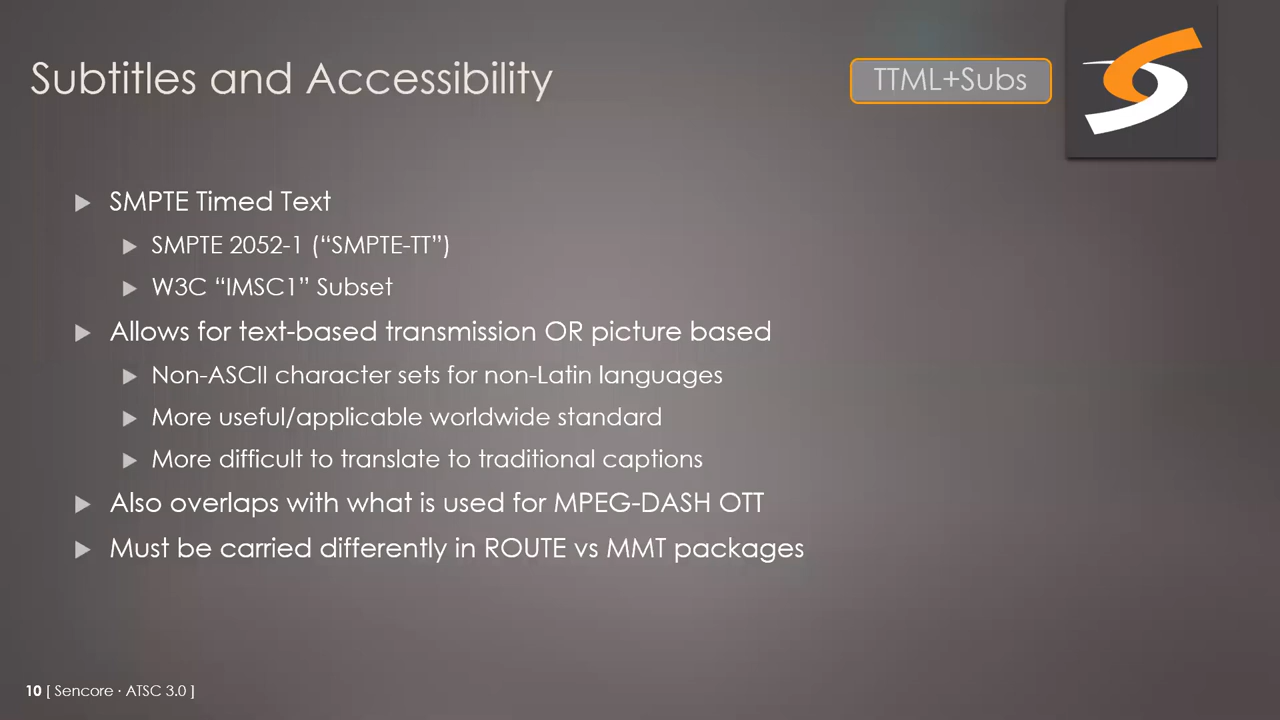 Subtitles and Accessibility
TTML+Subs
SMPTE Timed Text
SMPTE 2052-1 (“SMPTE-TT”)
W3C “IMSC1” Subset
Allows for text-based transmission OR picture based
Non-ASCII character sets for non-Latin languages
More useful/applicable worldwide standard
More difficult to translate to traditional captions
Also overlaps with what is used for MPEG-DASH OTT
Must be carried differently in ROUTE vs MMT packages
10 [ Sencore · ATSC 3.0 ]